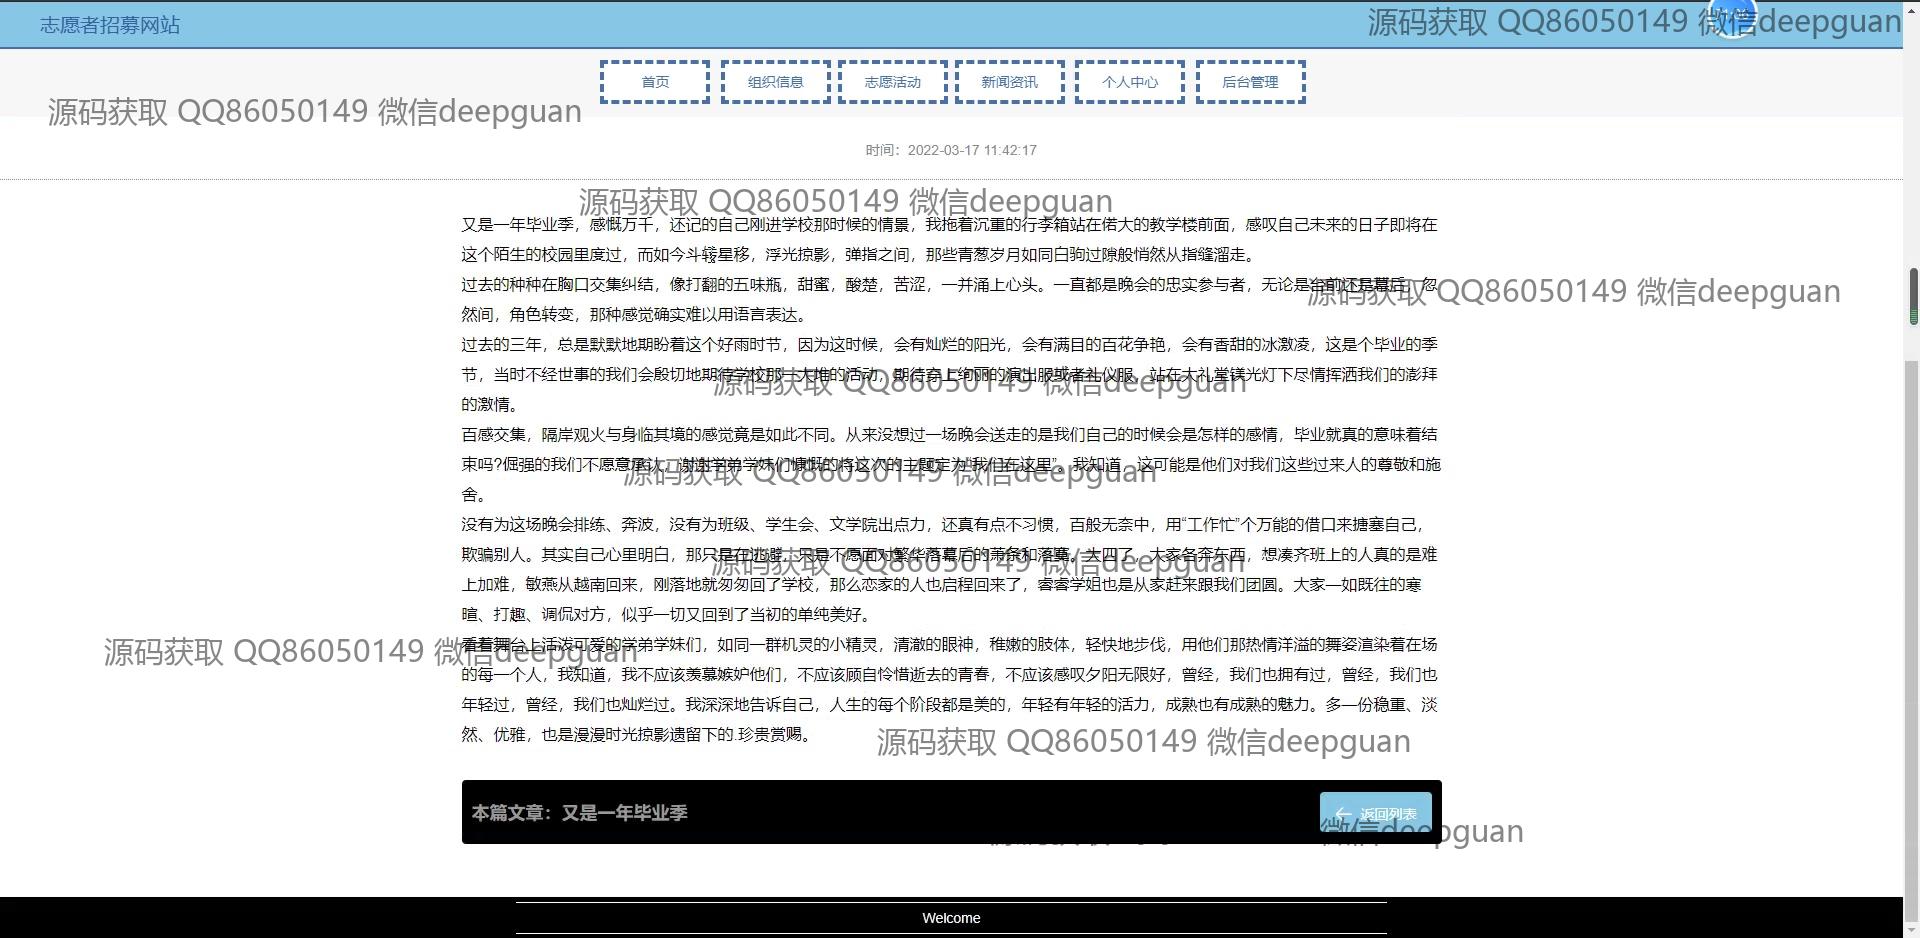 志愿者招募网站
源码获取 QQ86050149 微信deepguan
首页 组织信息 志愿活动 新闻资讯 个人中心 后台管理
源码获取 QQ86050149 微信deepguan
时间：2022-03-17 11:42:17
源码获取 QQ86050149 微信deepguan
又是一年毕业季，感慨万千，还记的自己刚进学校那时候的情景，我拖着沉重的行李箱站在偌大的教学楼前面，感叹自己未来的日子即将在
这个陌生的校园里度过，而如今斗转星移，浮光掠影，弹指之间，那些青葱岁月如同白驹过隙般悄然从指缝溜走。
过去的种种在胸口交集纠结，像打翻的五味瓶，甜蜜，酸楚，苦涩，一并涌上心头。一直都是晚会的忠实参与者，无论是台前还是幕后，忽
源码获取 QQ86050149 微信deepguan
然间，角色转变，那种感觉确实难以用语言表达。
过去的三年，总是默默地期盼着这个好雨时节，因为这时候，会有灿烂的阳光，会有满目的百花争艳，会有香甜的冰激凌，这是个毕业的季
节，当时不经世事的我们会殷切地期待学校那一大堆的活动，期待穿上绚丽的演出服或者礼仪服，站在大礼堂镁光灯下尽情挥洒我们的澎拜
源码获取 QQ86050149 微信deepguan
的激情。
百感交集，隔岸观火与身临其境的感觉竟是如此不同。从来没想过一场晚会送走的是我们自己的时候会是怎样的感情，毕业就真的意味着结
束吗?倔强的我们不愿意承认，谢谢学弟学妹们慷慨的将这次的主题定为“我们在这里”。我知道，这可能是他们对我们这些过来人的尊敬和施
源码获取 QQ86050149 微信deepguan
舍。
没有为这场晚会排练、奔波，没有为班级、学生会、文学院出点力，还真有点不习惯，百般无奈中，用“工作忙”个万能的借口来搪塞自己，
欺骗别人。其实自己心里明白，那只是在逃避，只是不愿面对繁华落幕后的萧条和落寞。大四了，大家各奔东西，想凑齐班上的人真的是难
源码获取 QQ86050149 微信deepguan
上加难，敏燕从越南回来，刚落地就匆匆回了学校，那么恋家的人也启程回来了，睿睿学姐也是从家赶来跟我们团圆。大家—如既往的寒
暄、打趣、调侃对方，似乎一切又回到了当初的单纯美好。
看着舞台上活泼可爱的学弟学妹们，如同一群机灵的小精灵，清澈的眼神，稚嫩的肢体，轻快地步伐，用他们那热情洋溢的舞姿渲染着在场
源码获取 QQ86050149 微信deepguan
的每一个人，我知道，我不应该羡慕嫉妒他们，不应该顾自怜惜逝去的青春，不应该感叹夕阳无限好，曾经，我们也拥有过，曾经，我们也
年轻过，曾经，我们也灿烂过。我深深地告诉自己，人生的每个阶段都是美的，年轻有年轻的活力，成熟也有成熟的魅力。多—份稳重、淡
然、优雅，也是漫漫时光掠影遗留下的.珍贵赏赐。
源码获取 QQ86050149 微信deepguan
本篇文章：又是一年毕业季
返回列表
微信deepguan
Welcome